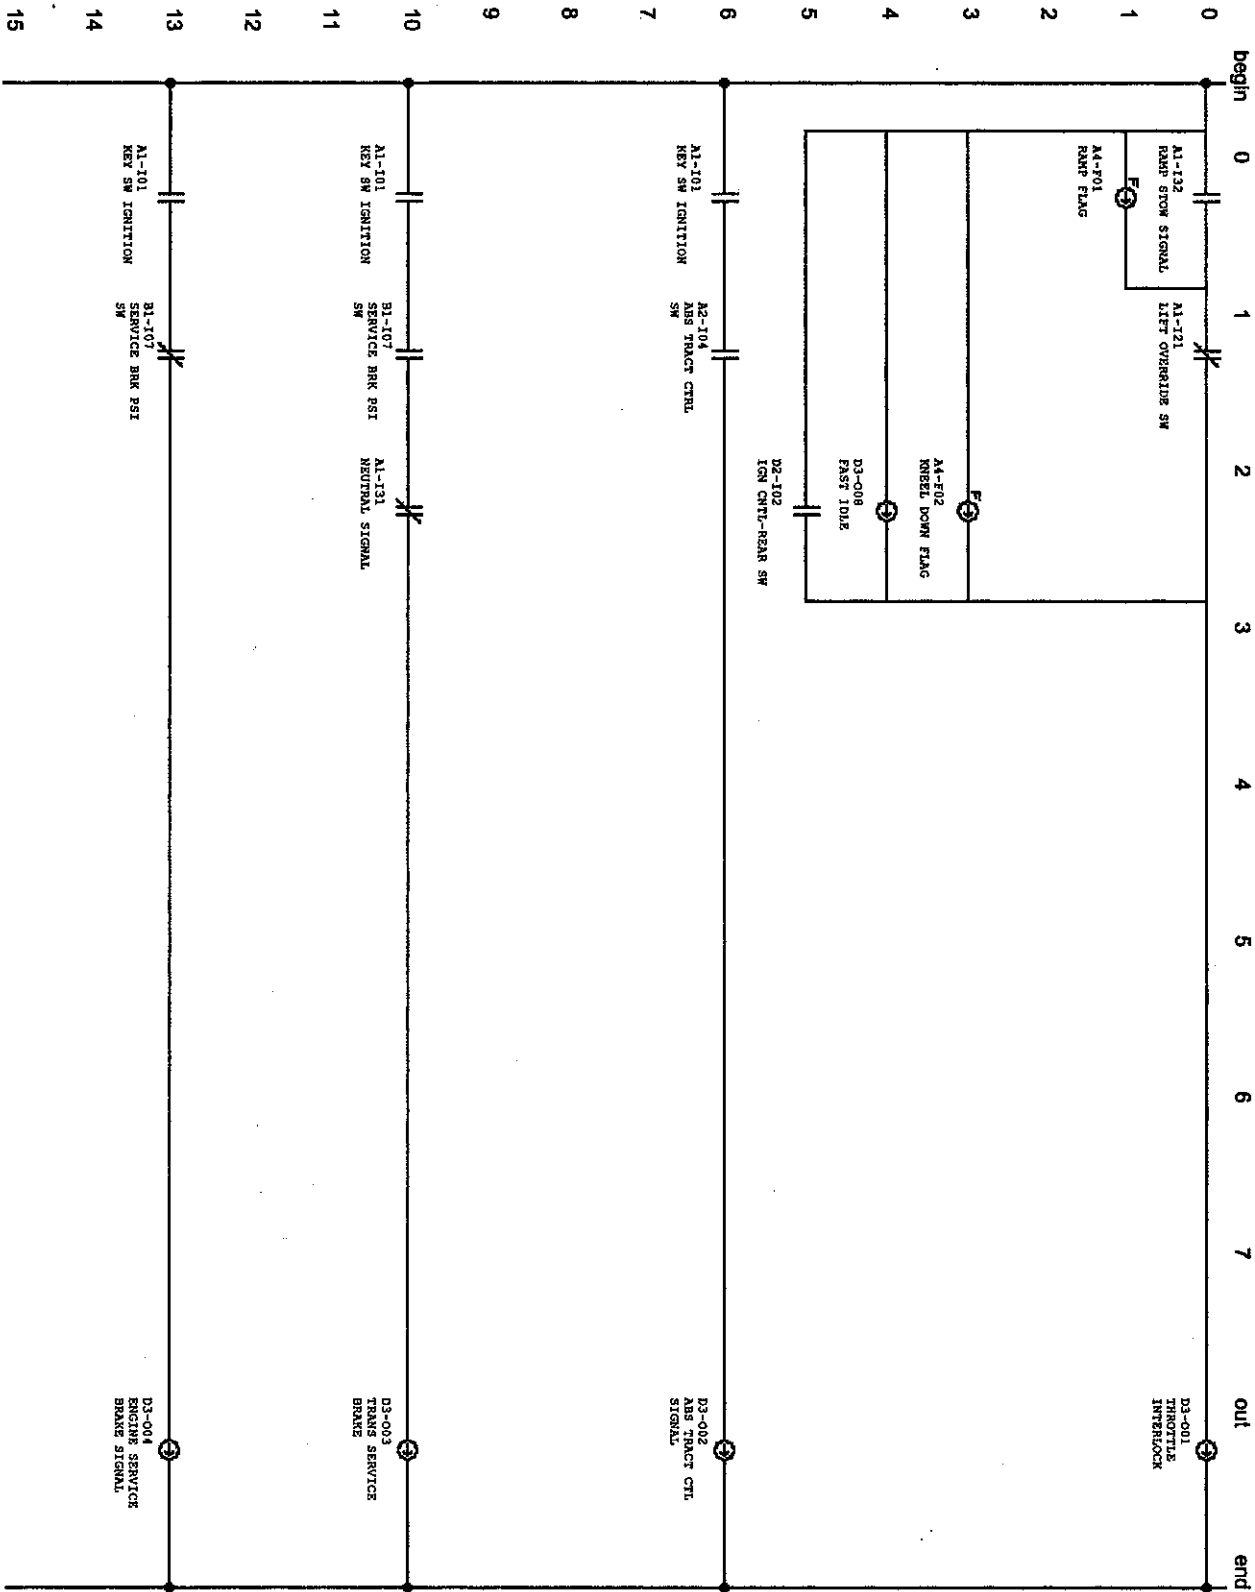 begin 0 1 2 3 4 5 6 7 out end
0
A1-I32
RAMP STOW SIGNAL
A1-I21
LIFT OVERRIDE SW
D3-O01
THROTTLE
INTERLOCK
1
F
A4-F01
RAMP FLAG
2
3
F
A4-F02
KNEEL DOWN FLAG
4
D3-O08
FAST IDLE
5
D2-I02
IGN CNTL-REAR SW
6
A1-I01
KEY SW IGNITION
A2-I04
ABS TRACT CTRL
SW
D3-O02
ABS TRACT CTL
SIGNAL
7
8
9
10
A1-I01
KEY SW IGNITION
B1-I07
SERVICE BRK PSI
SW
A1-I31
NEUTRAL SIGNAL
D3-O03
TRANS SERVICE
BRAKE
11
12
13
A1-I01
KEY SW IGNITION
B1-I07
SERVICE BRK PSI
SW
D3-O04
ENGINE SERVICE
BRAKE SIGNAL
14
15